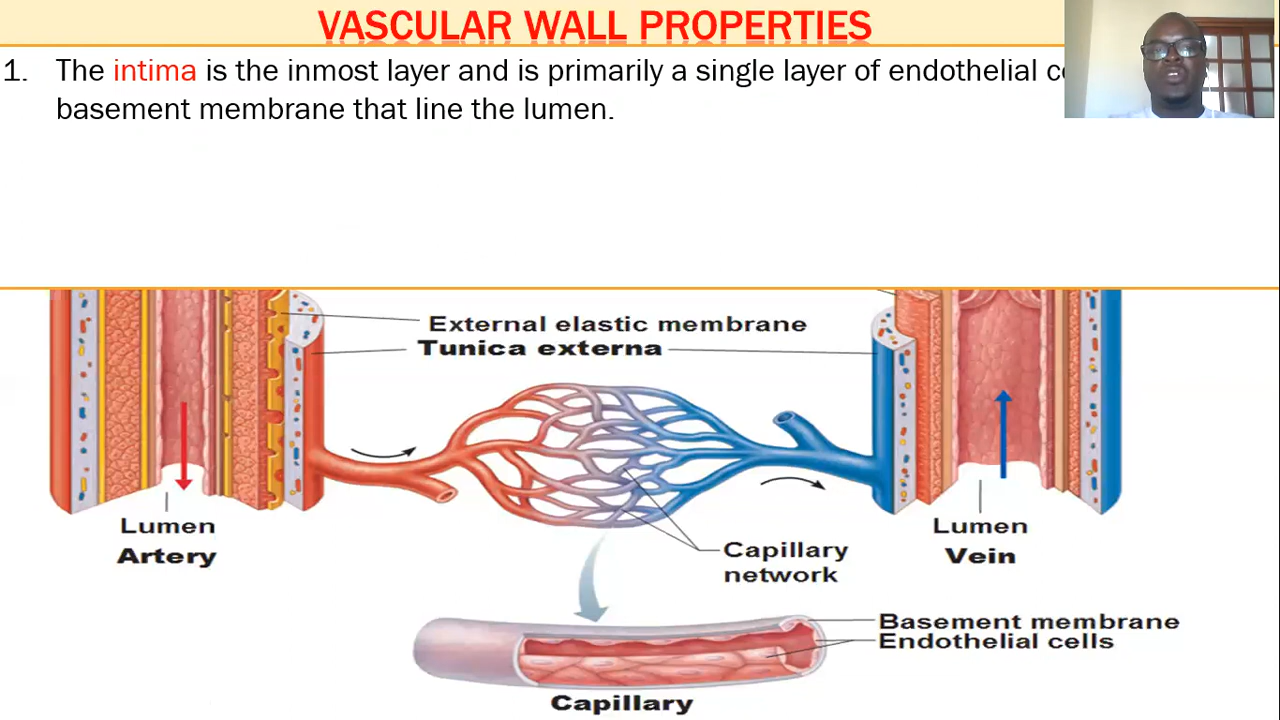 VASCULAR WALL PROPERTIES
1. The intima is the inmost layer and is primarily a single layer of endothelial
basement membrane that line the lumen.
External elastic membrane
Tunica externa
Lumen
Artery
Lumen
Vein
Capillary
network
Basement membrane
Endothelial cells
Capillary